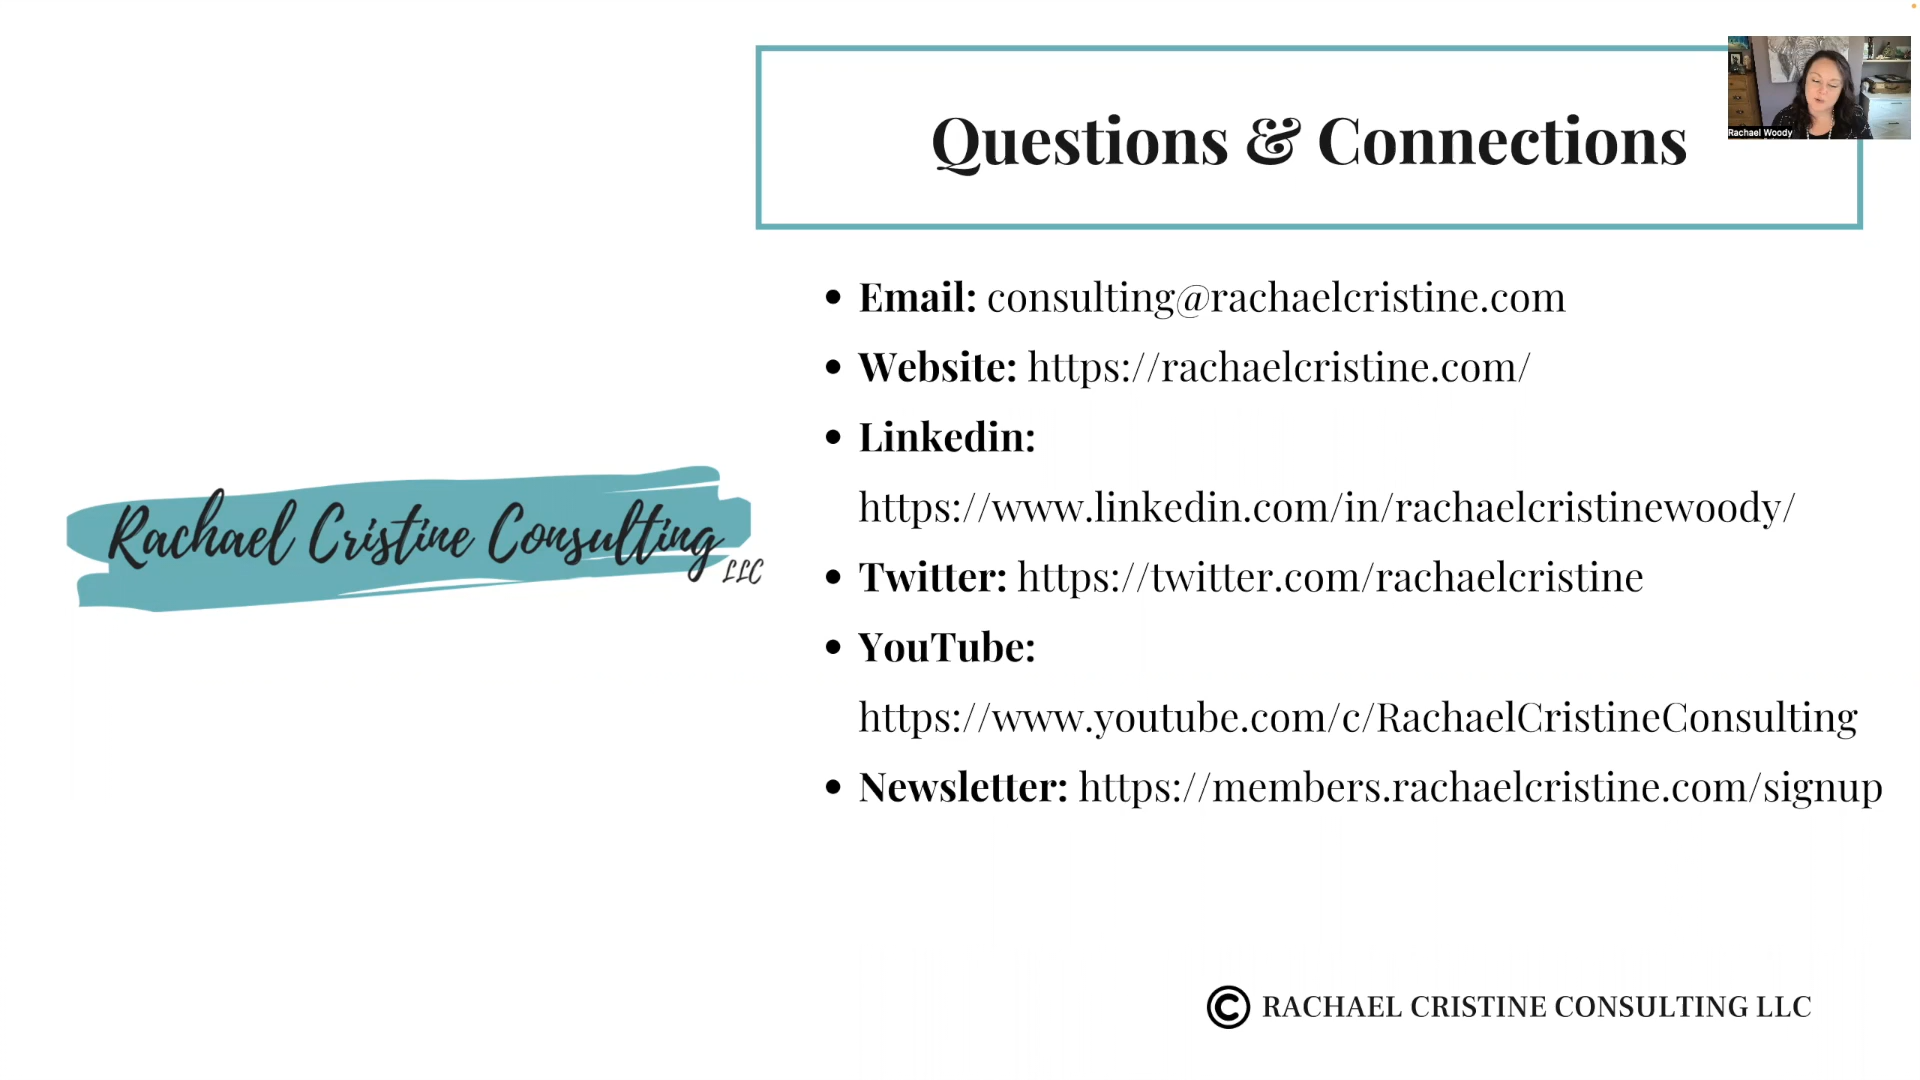 Questions & Connections
Rachael Woody
• Email: consulting@rachaelcristine.com
• Website: https://rachaelcristine.com/
• Linkedin:
https://www.linkedin.com/in/rachaelcristinewoody/
• Twitter: https://twitter.com/rachaelcristine
• YouTube:
https://www.youtube.com/c/RachaelCristineConsulting
• Newsletter: https://members.rachaelcristine.com/signup
Rachael Cristine Consulting
LLC
© RACHAEL CRISTINE CONSULTING LLC